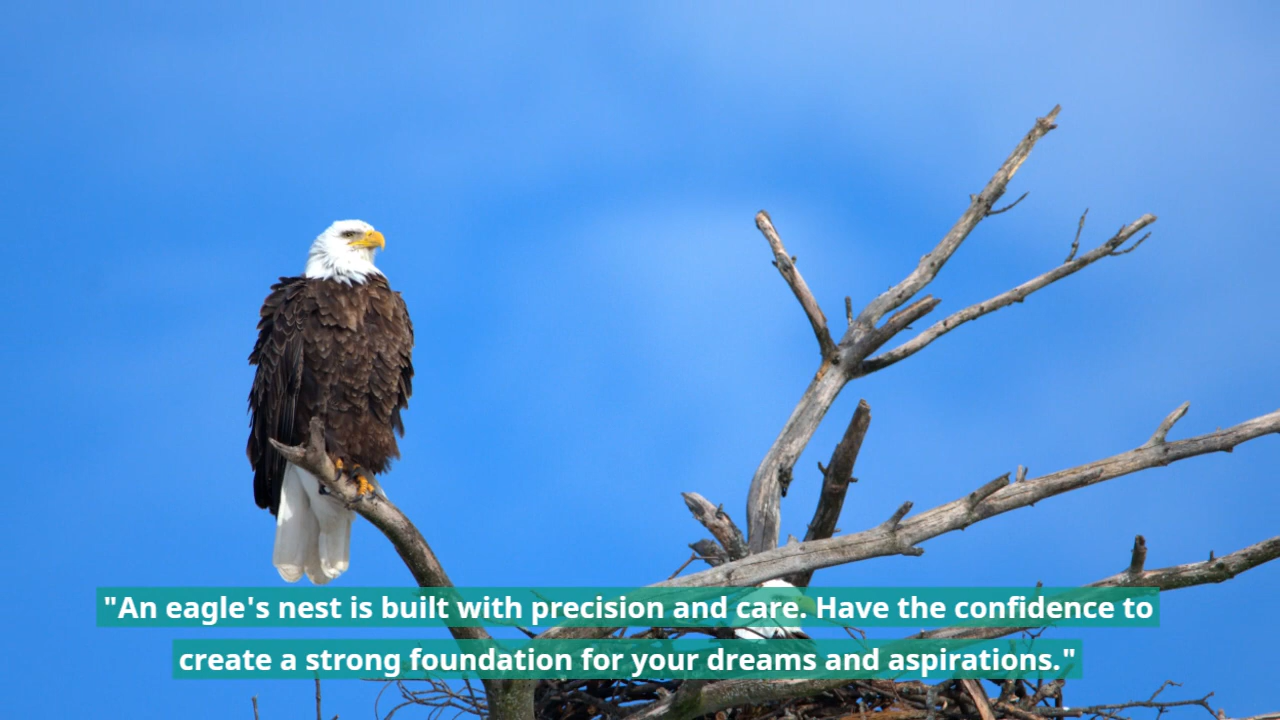 "An eagle's nest is built with precision and care. Have the confidence to
create a strong foundation for your dreams and aspirations."